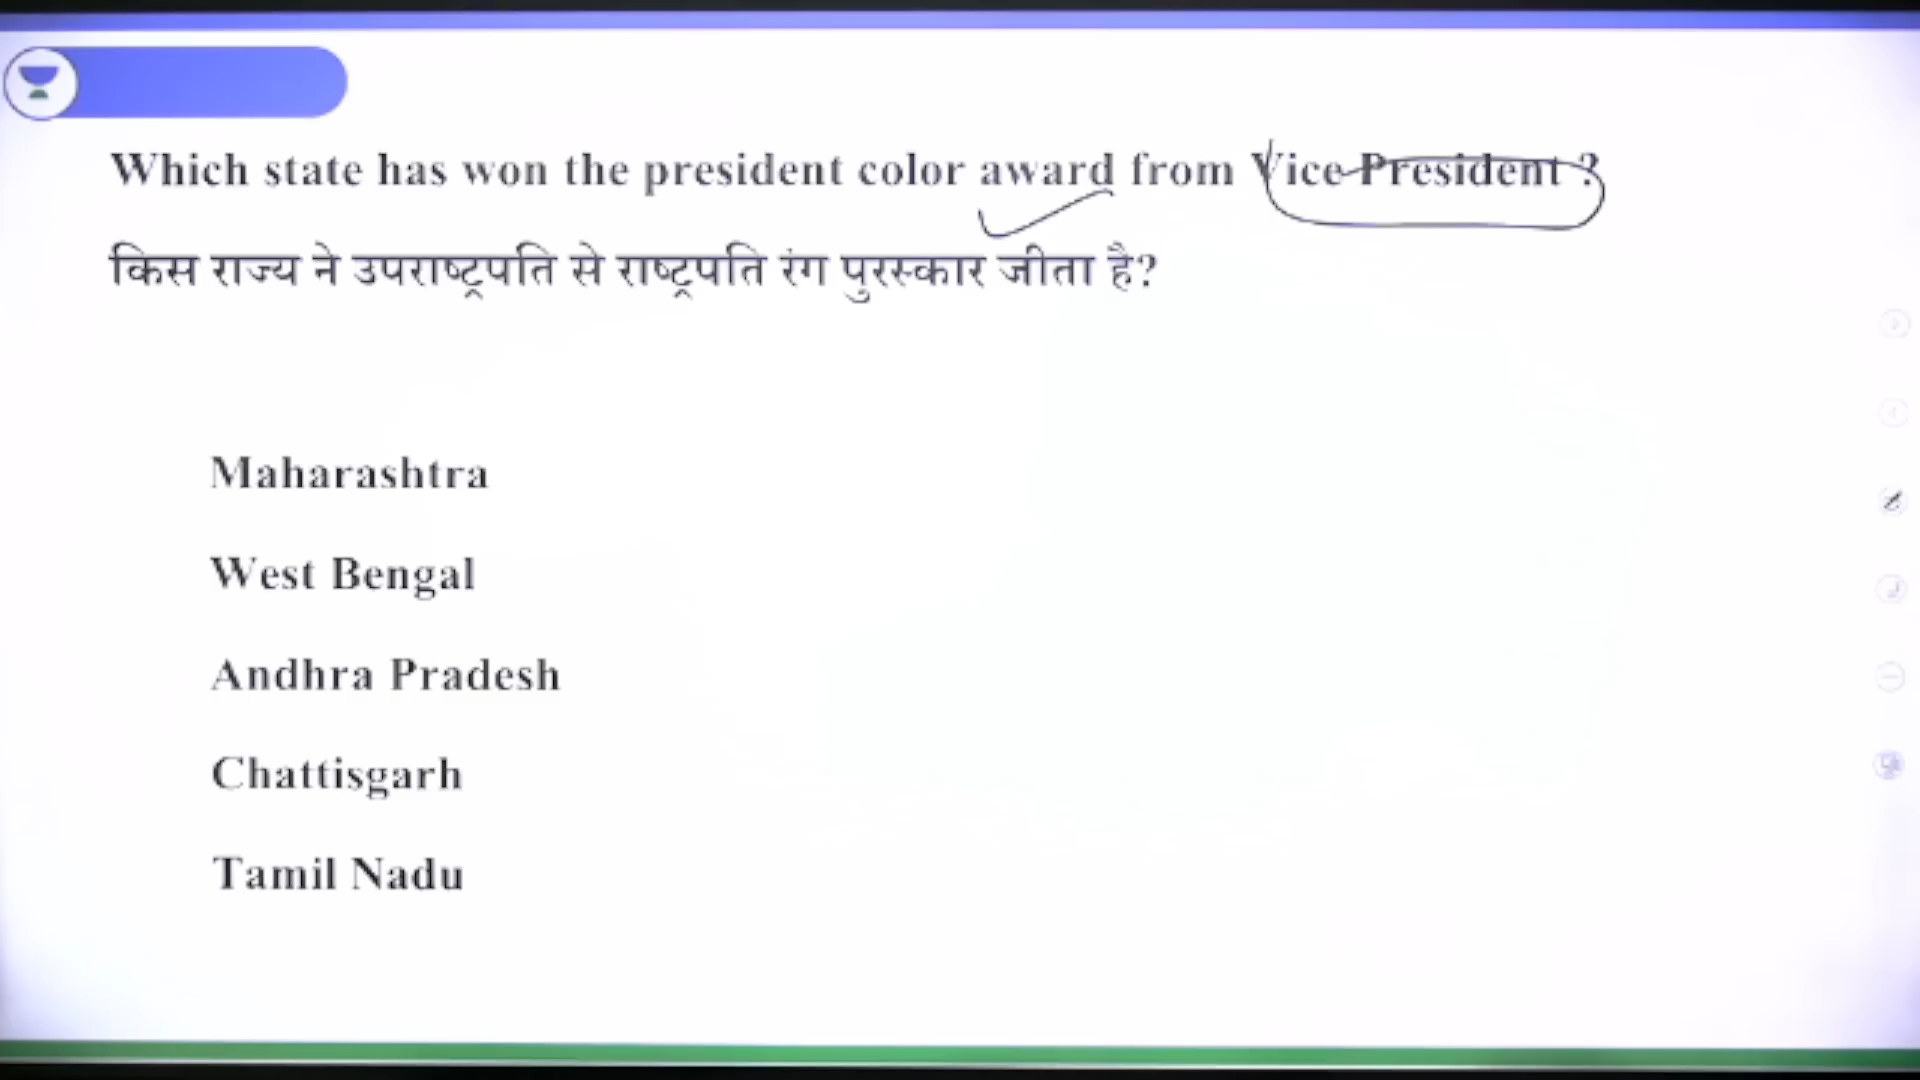 Which state has won the president color award from Vice President ?
किस राज्य ने उपराष्ट्रपति से राष्ट्रपति रंग पुरस्कार जीता है?
Maharashtra
West Bengal
Andhra Pradesh
Chattisgarh
Tamil Nadu